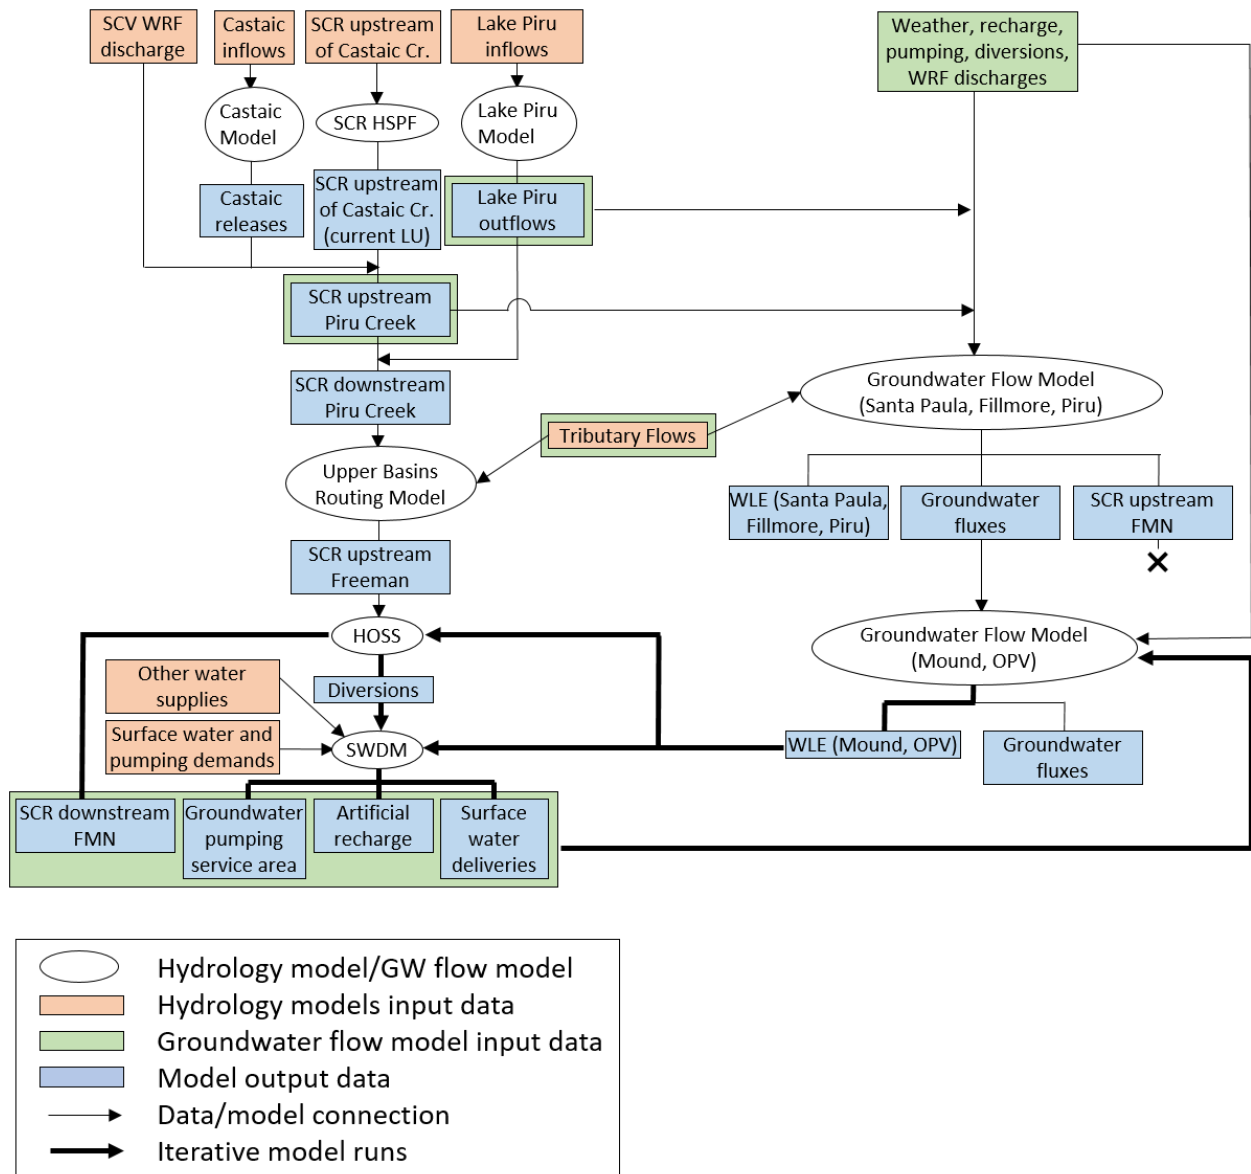 SCV WRF
discharge
Castaic
inflows
SCR upstream
of Castaic Cr.
Lake Piru
inflows
Weather, recharge,
pumping, diversions,
WRF discharges
Castaic
Model
SCR HSPF
Lake Piru
Model
Castaic
releases
SCR upstream
of Castaic Cr.
(current LU)
Lake Piru
outflows
SCR upstream
Piru Creek
SCR downstream
Piru Creek
Groundwater Flow Model
(Santa Paula, Fillmore, Piru)
Tributary Flows
Upper Basins
Routing Model
WLE (Santa Paula,
Fillmore, Piru)
Groundwater
fluxes
SCR upstream
FMN
SCR upstream
Freeman
HOSS
Groundwater Flow Model
(Mound, OPV)
Other water
supplies
Diversions
Surface water and
pumping demands
SWDM
WLE (Mound, OPV)
Groundwater
fluxes
SCR downstream
FMN
Groundwater
pumping
service area
Artificial
recharge
Surface
water
deliveries
Hydrology model/GW flow model
Hydrology models input data
Groundwater flow model input data
Model output data
Data/model connection
Iterative model runs